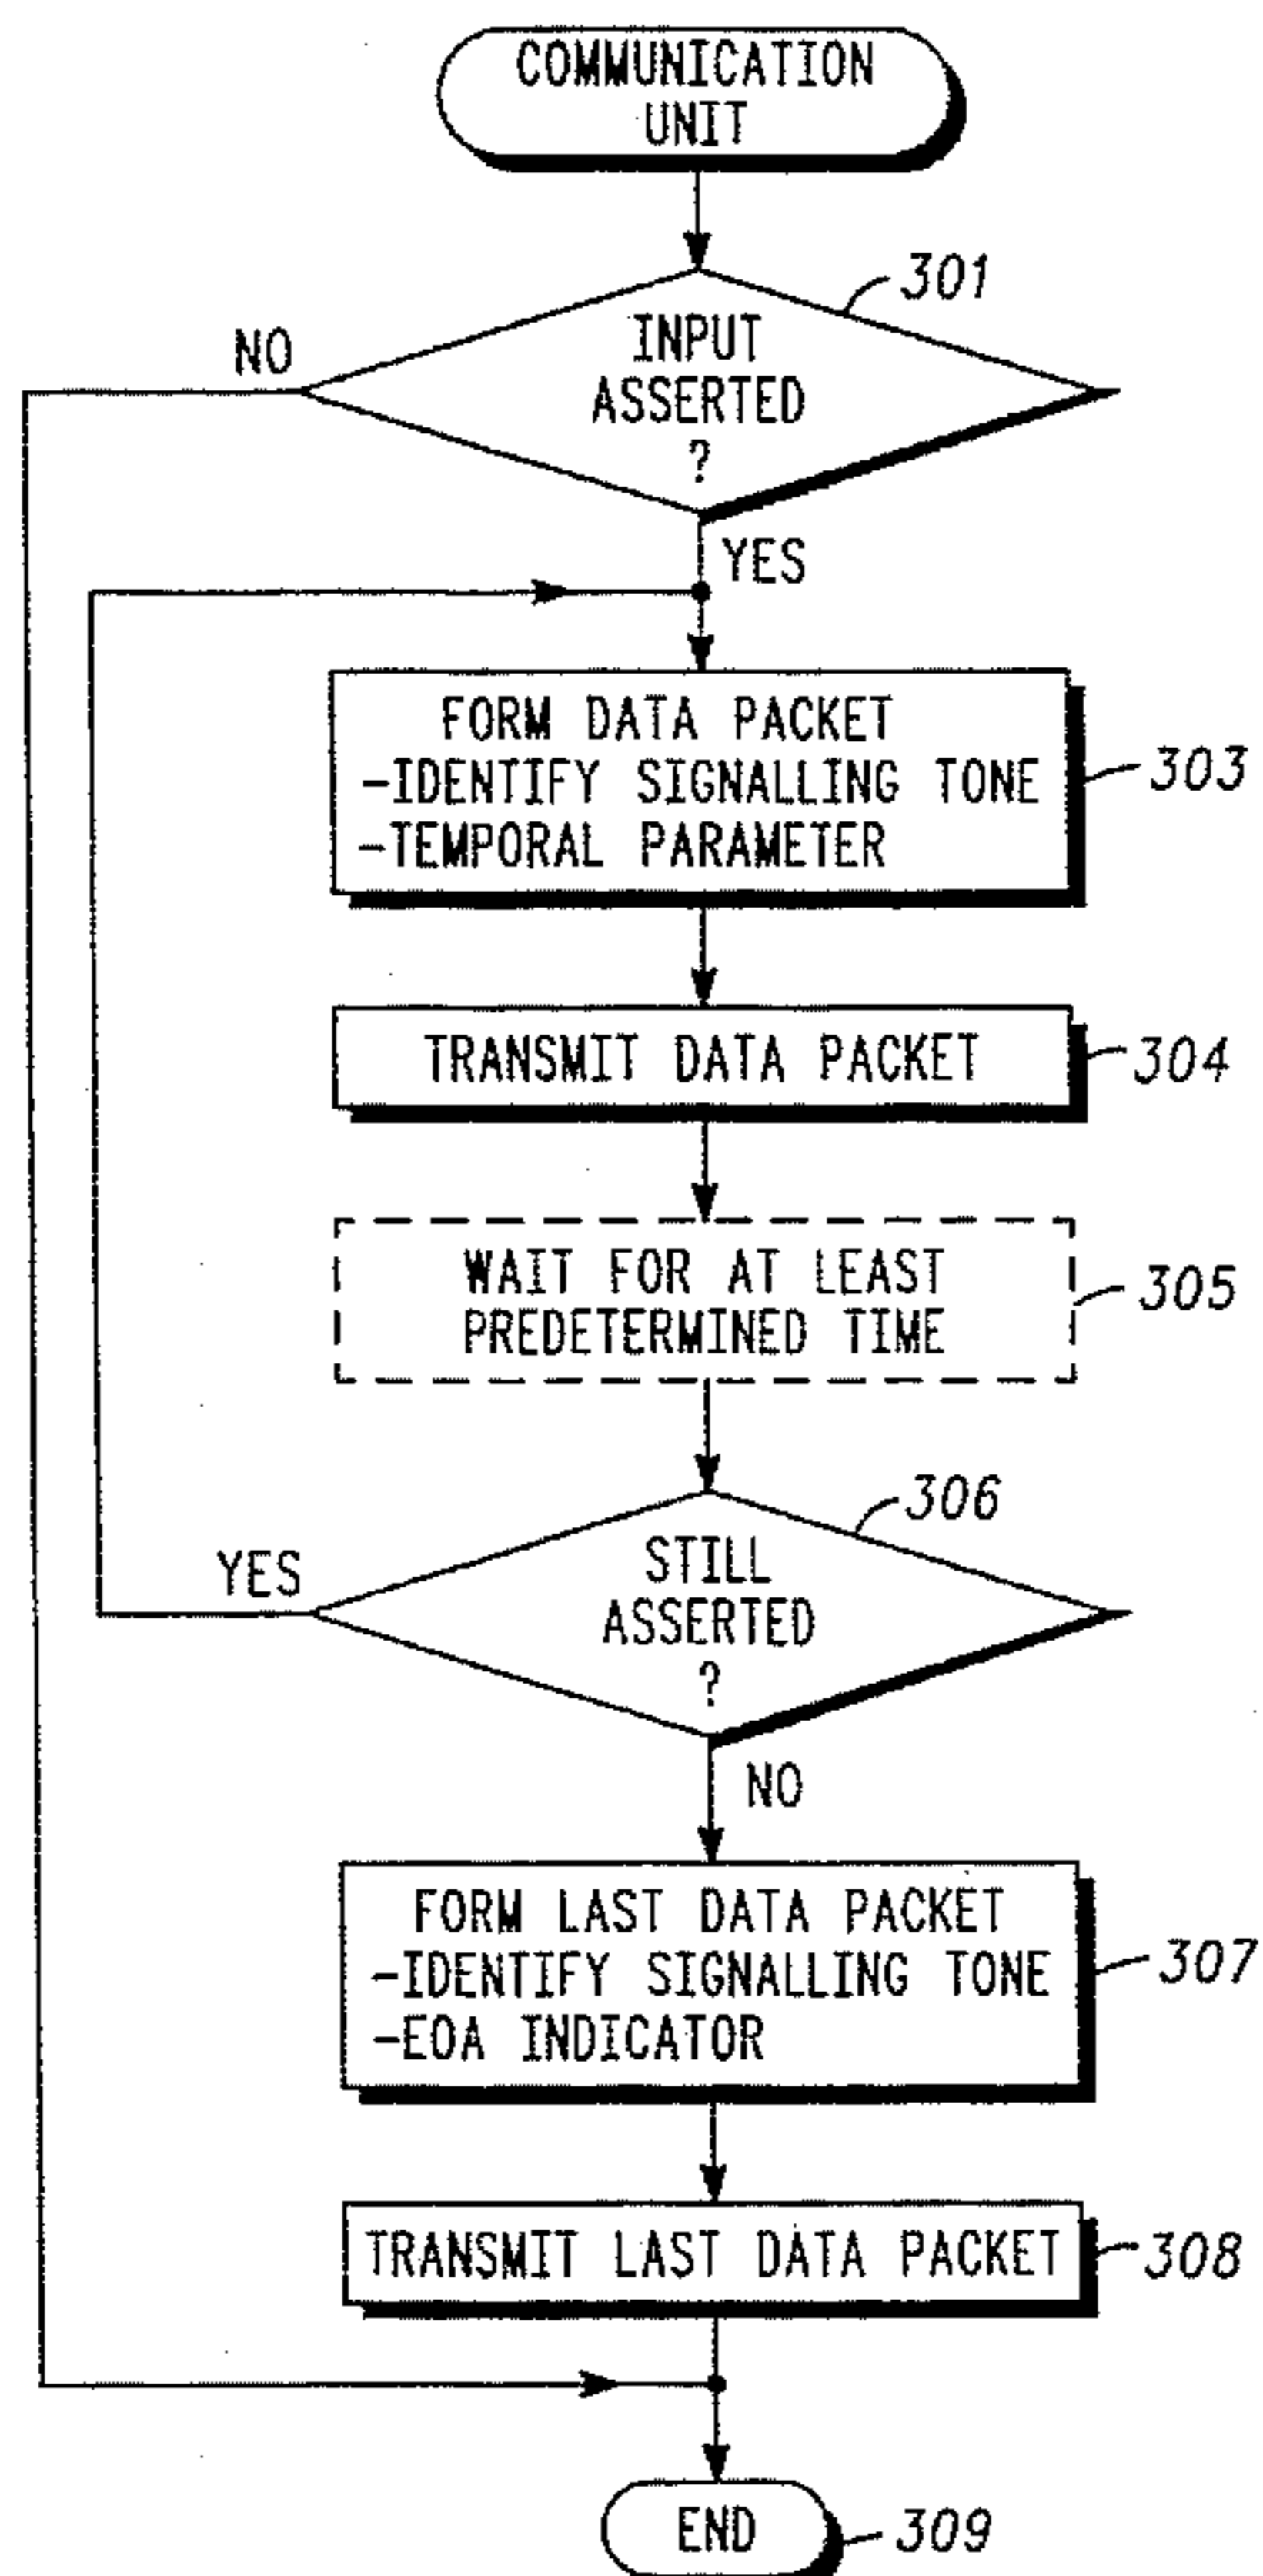 COMMUNICATION
UNIT
301
NO
INPUT
ASSERTED
?
YES
FORM DATA PACKET
-IDENTIFY SIGNALLING TONE
-TEMPORAL PARAMETER
303
TRANSMIT DATA PACKET
304
WAIT FOR AT LEAST
PREDETERMINED TIME
305
306
YES
STILL
ASSERTED
?
NO
FORM LAST DATA PACKET
-IDENTIFY SIGNALLING TONE
-EOA INDICATOR
307
TRANSMIT LAST DATA PACKET
308
END
309